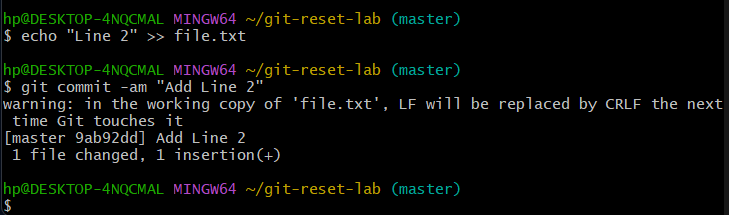 hp@DESKTOP-4NQCMAL MINGW64 ~/git-reset-lab (master)
$ echo "Line 2" >> file.txt
hp@DESKTOP-4NQCMAL MINGW64 ~/git-reset-lab (master)
$ git commit -am "Add Line 2"
warning: in the working copy of 'file.txt', LF will be replaced by CRLF the next
 time Git touches it
[master 9ab92dd] Add Line 2
 1 file changed, 1 insertion(+)
hp@DESKTOP-4NQCMAL MINGW64 ~/git-reset-lab (master)
$